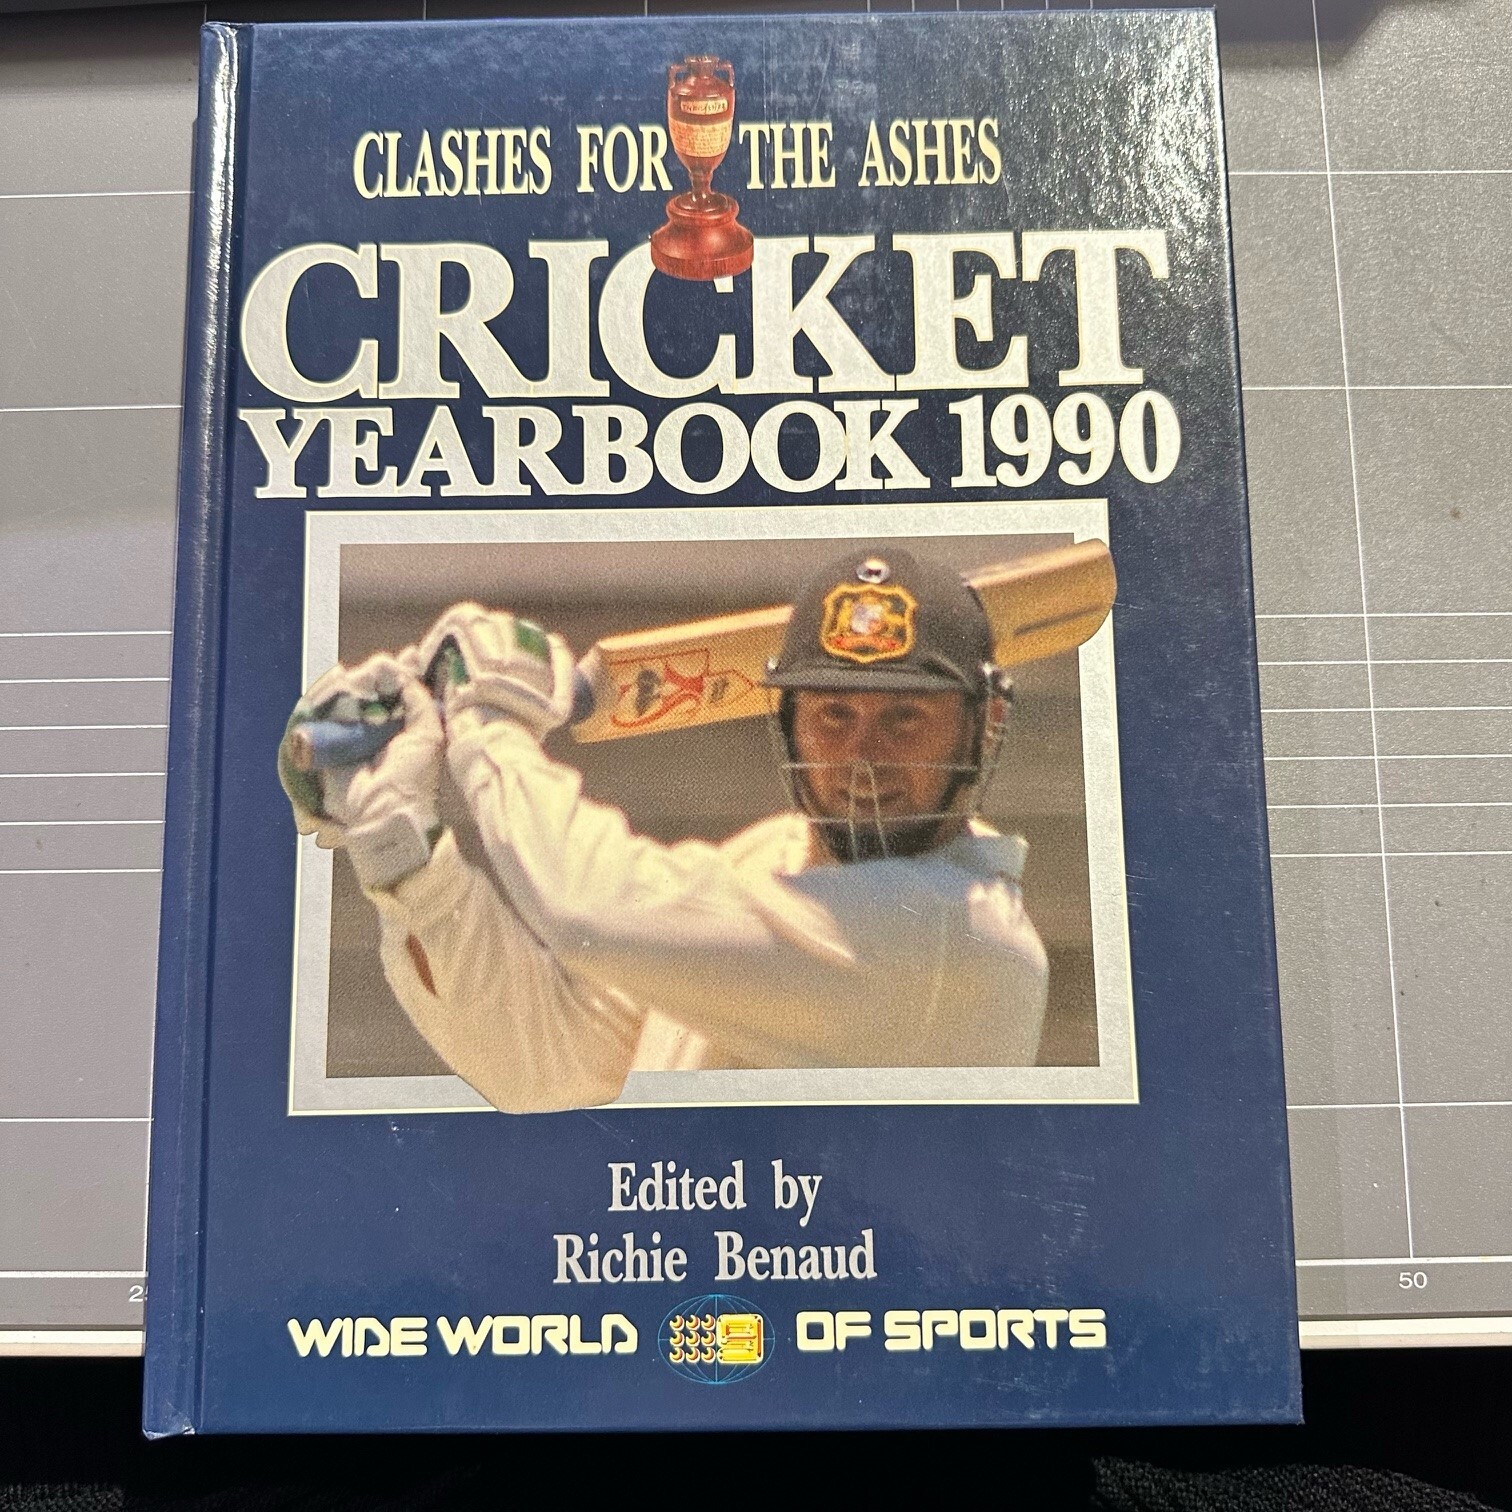 CLASHES FOR THE ASHES
CRICKET
YEARBOOK 1990
Edited by
Richie Benaud
WIDE WORLD OF SPORTS
50